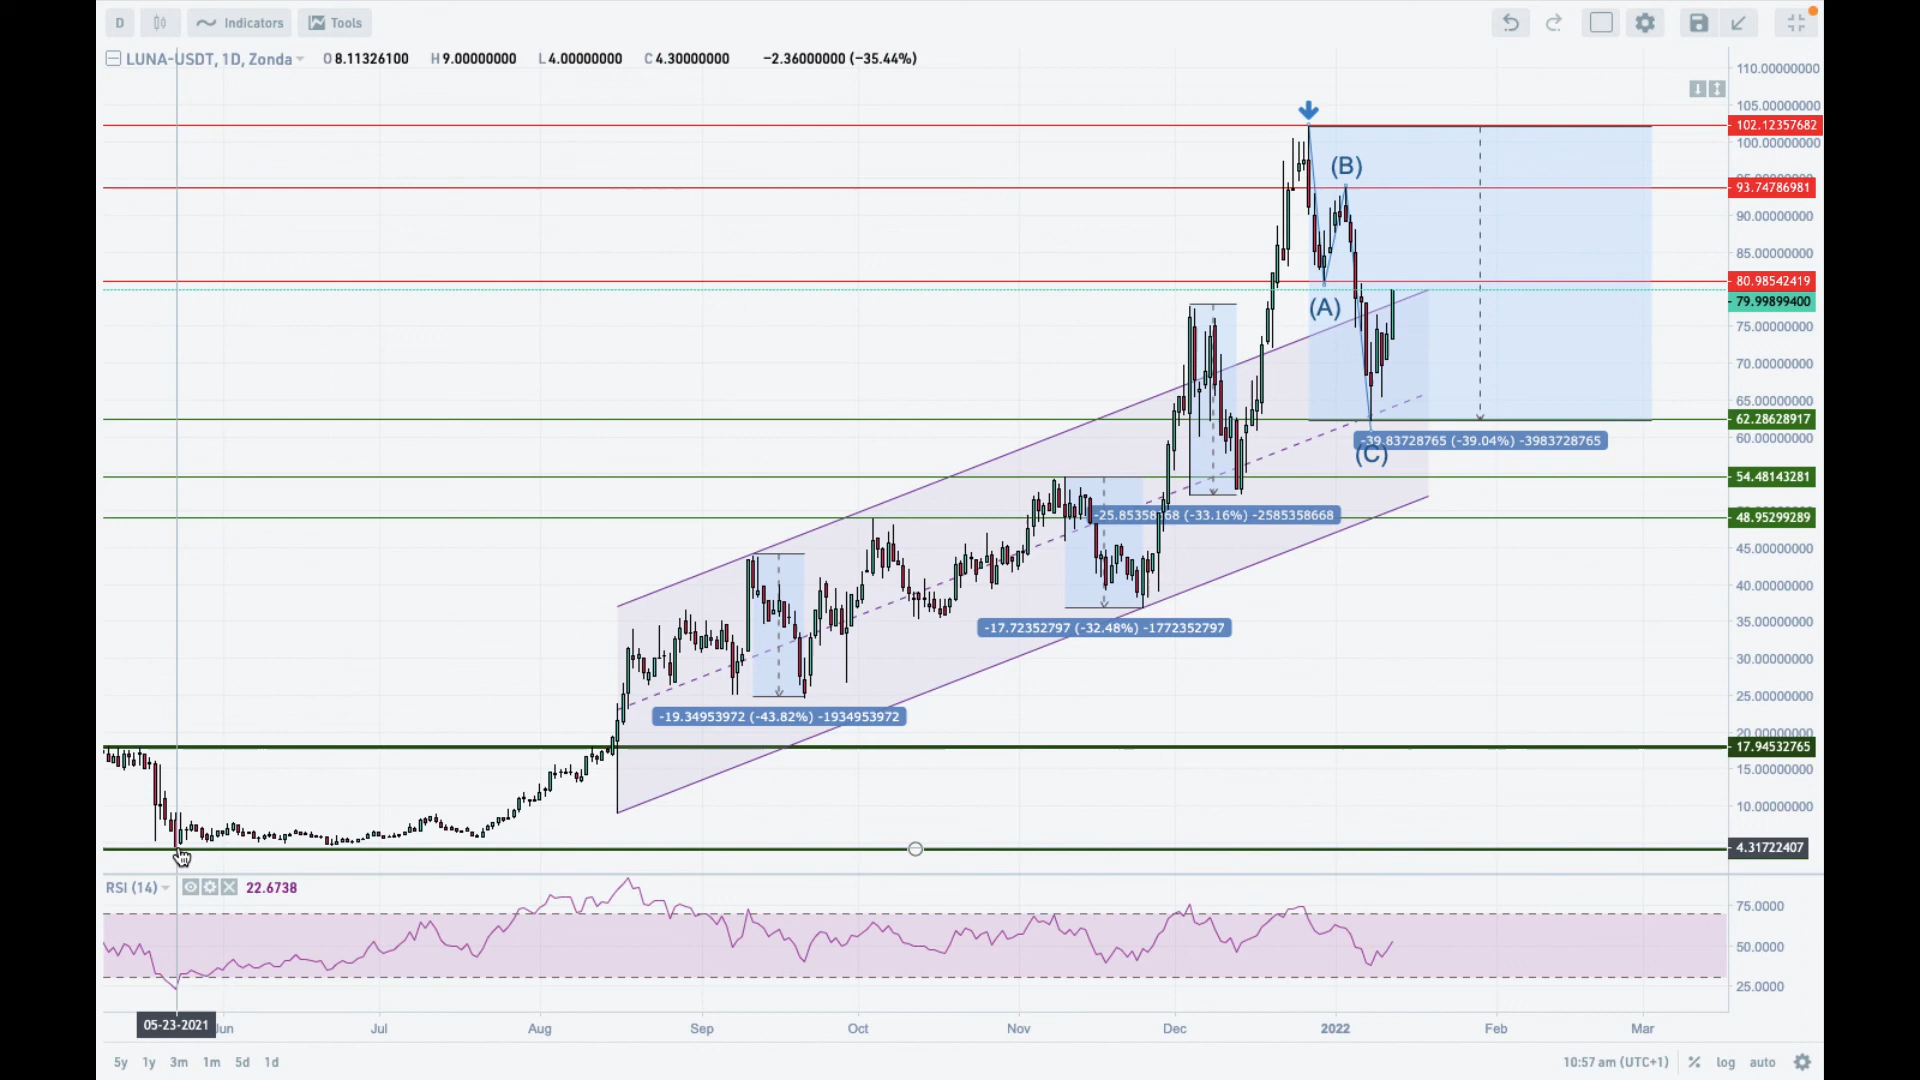 D Indicators Tools
LUNA-USDT, 1D, Zonda O 8.11326100 H 9.00000000 L 4.00000000 C 4.30000000 −2.36000000 (−35.44%)
110.00000000
105.00000000
102.12357682
100.00000000
(B)
93.74786981
90.00000000
85.00000000
80.98542419
79.99899400
(A)
75.00000000
70.00000000
65.00000000
62.28628917
60.00000000
-39.83728765 (-39.04%) -3983728765
(C)
54.48143281
-25.85358668 (-33.16%) -2585358668
48.95299289
45.00000000
40.00000000
35.00000000
-17.72352797 (-32.48%) -1772352797
30.00000000
25.00000000
-19.34953972 (-43.82%) -1934953972
20.00000000
17.94532765
15.00000000
10.00000000
4.31722407
RSI (14) 22.6738
75.0000
50.0000
25.0000
05-23-2021 Jun Jul Aug Sep Oct Nov Dec 2022 Feb Mar
5y 1y 3m 1m 5d 1d 10:57 am (UTC+1) % log auto